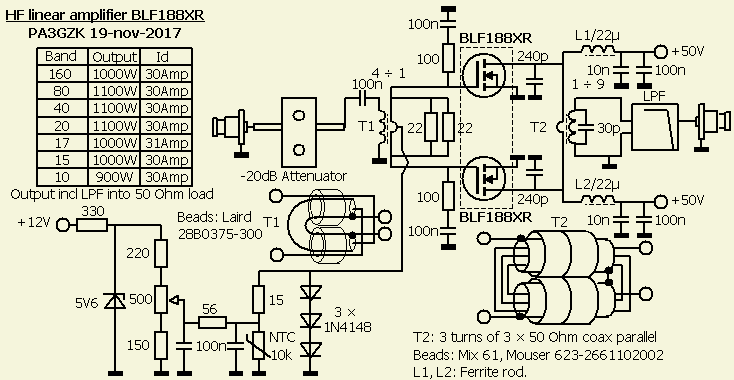 HF linear amplifier BLF188XR
PA3GZK 19-nov-2017
Band Output Id
160 1000W 30Amp
80 1100W 30Amp
40 1100W 30Amp
20 1100W 30Amp
17 1000W 31Amp
15 1000W 30Amp
10 900W 30Amp
Output incl LPF into 50 Ohm load
100n
100
BLF188XR
240p
L1/22µ
+50V
10n
100n
4 ÷ 1
100n
T1
22
22
-20dB Attenuator
1 ÷ 9
T2
30p
LPF
100
100n
240p
BLF188XR
L2/22µ
+50V
10n
100n
Beads: Laird
28B0375-300
T1
T2
+12V
330
220
5V6
500
150
56
100n
15
NTC
10k
3 ×
1N4148
T2: 3 turns of 3 × 50 Ohm coax parallel
Beads: Mix 61, Mouser 623-2661102002
L1, L2: Ferrite rod.